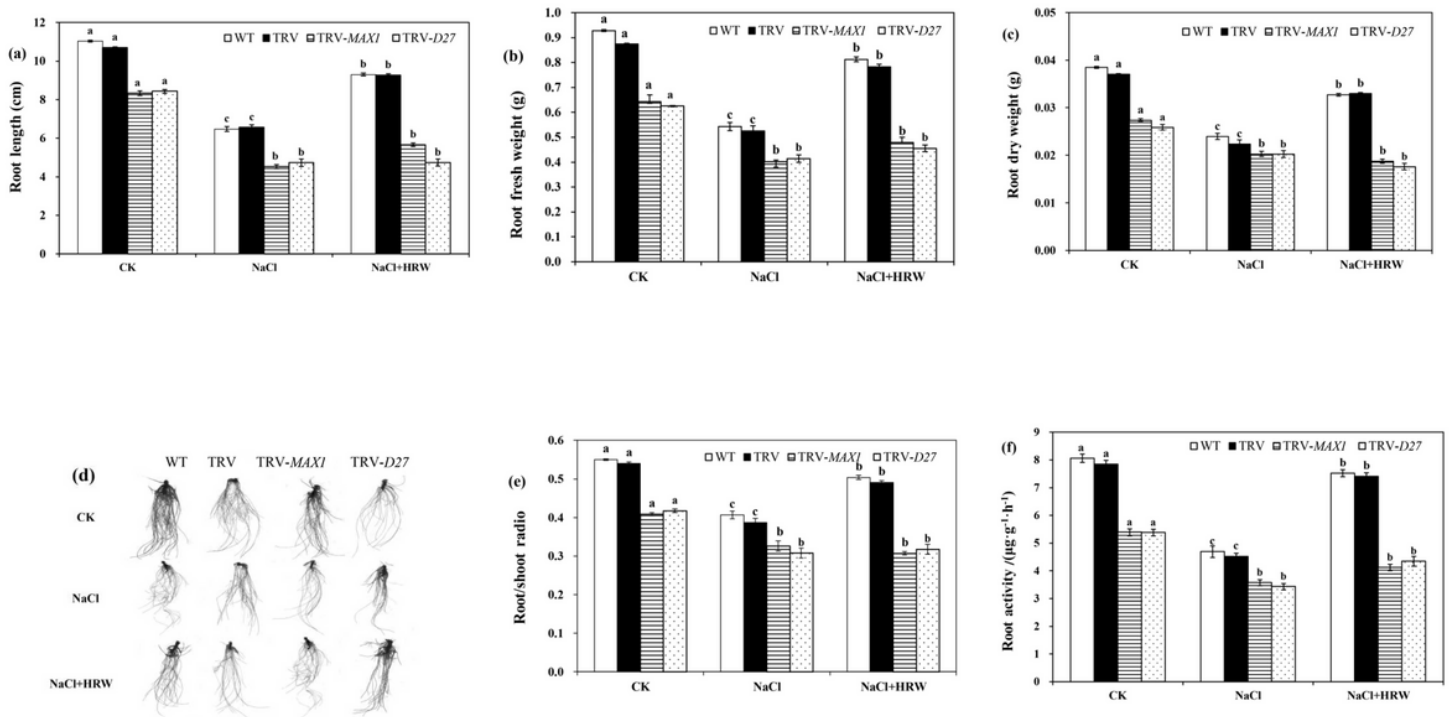 (a)
Root length (cm)
12
10
8
6
4
2
0
WT TRV TRV-MAX1 TRV-D27
a a a a c c b b b b b b
CK NaCl NaCl+HRW
(b)
Root fresh weight (g)
1.0
0.9
0.8
0.7
0.6
0.5
0.4
0.3
0.2
0.1
0.0
WT TRV TRV-MAX1 TRV-D27
a a a a c c b b b b b b
CK NaCl NaCl+HRW
(c)
Root dry weight (g)
0.05
0.04
0.03
0.02
0.01
0.00
WT TRV TRV-MAX1 TRV-D27
a a a a c c b b b b b b
CK NaCl NaCl+HRW
(d)
WT TRV TRV-MAX1 TRV-D27
CK
NaCl
NaCl+HRW
(e)
Root/shoot radio
0.6
0.5
0.4
0.3
0.2
0.1
0.0
WT TRV TRV-MAX1 TRV-D27
a a a a c c b b b b b b
CK NaCl NaCl+HRW
(f)
Root activity /(μg·g-1·h-1)
9
8
7
6
5
4
3
2
1
0
WT TRV TRV-MAX1 TRV-D27
a a a a c c b b b b b b
CK NaCl NaCl+HRW